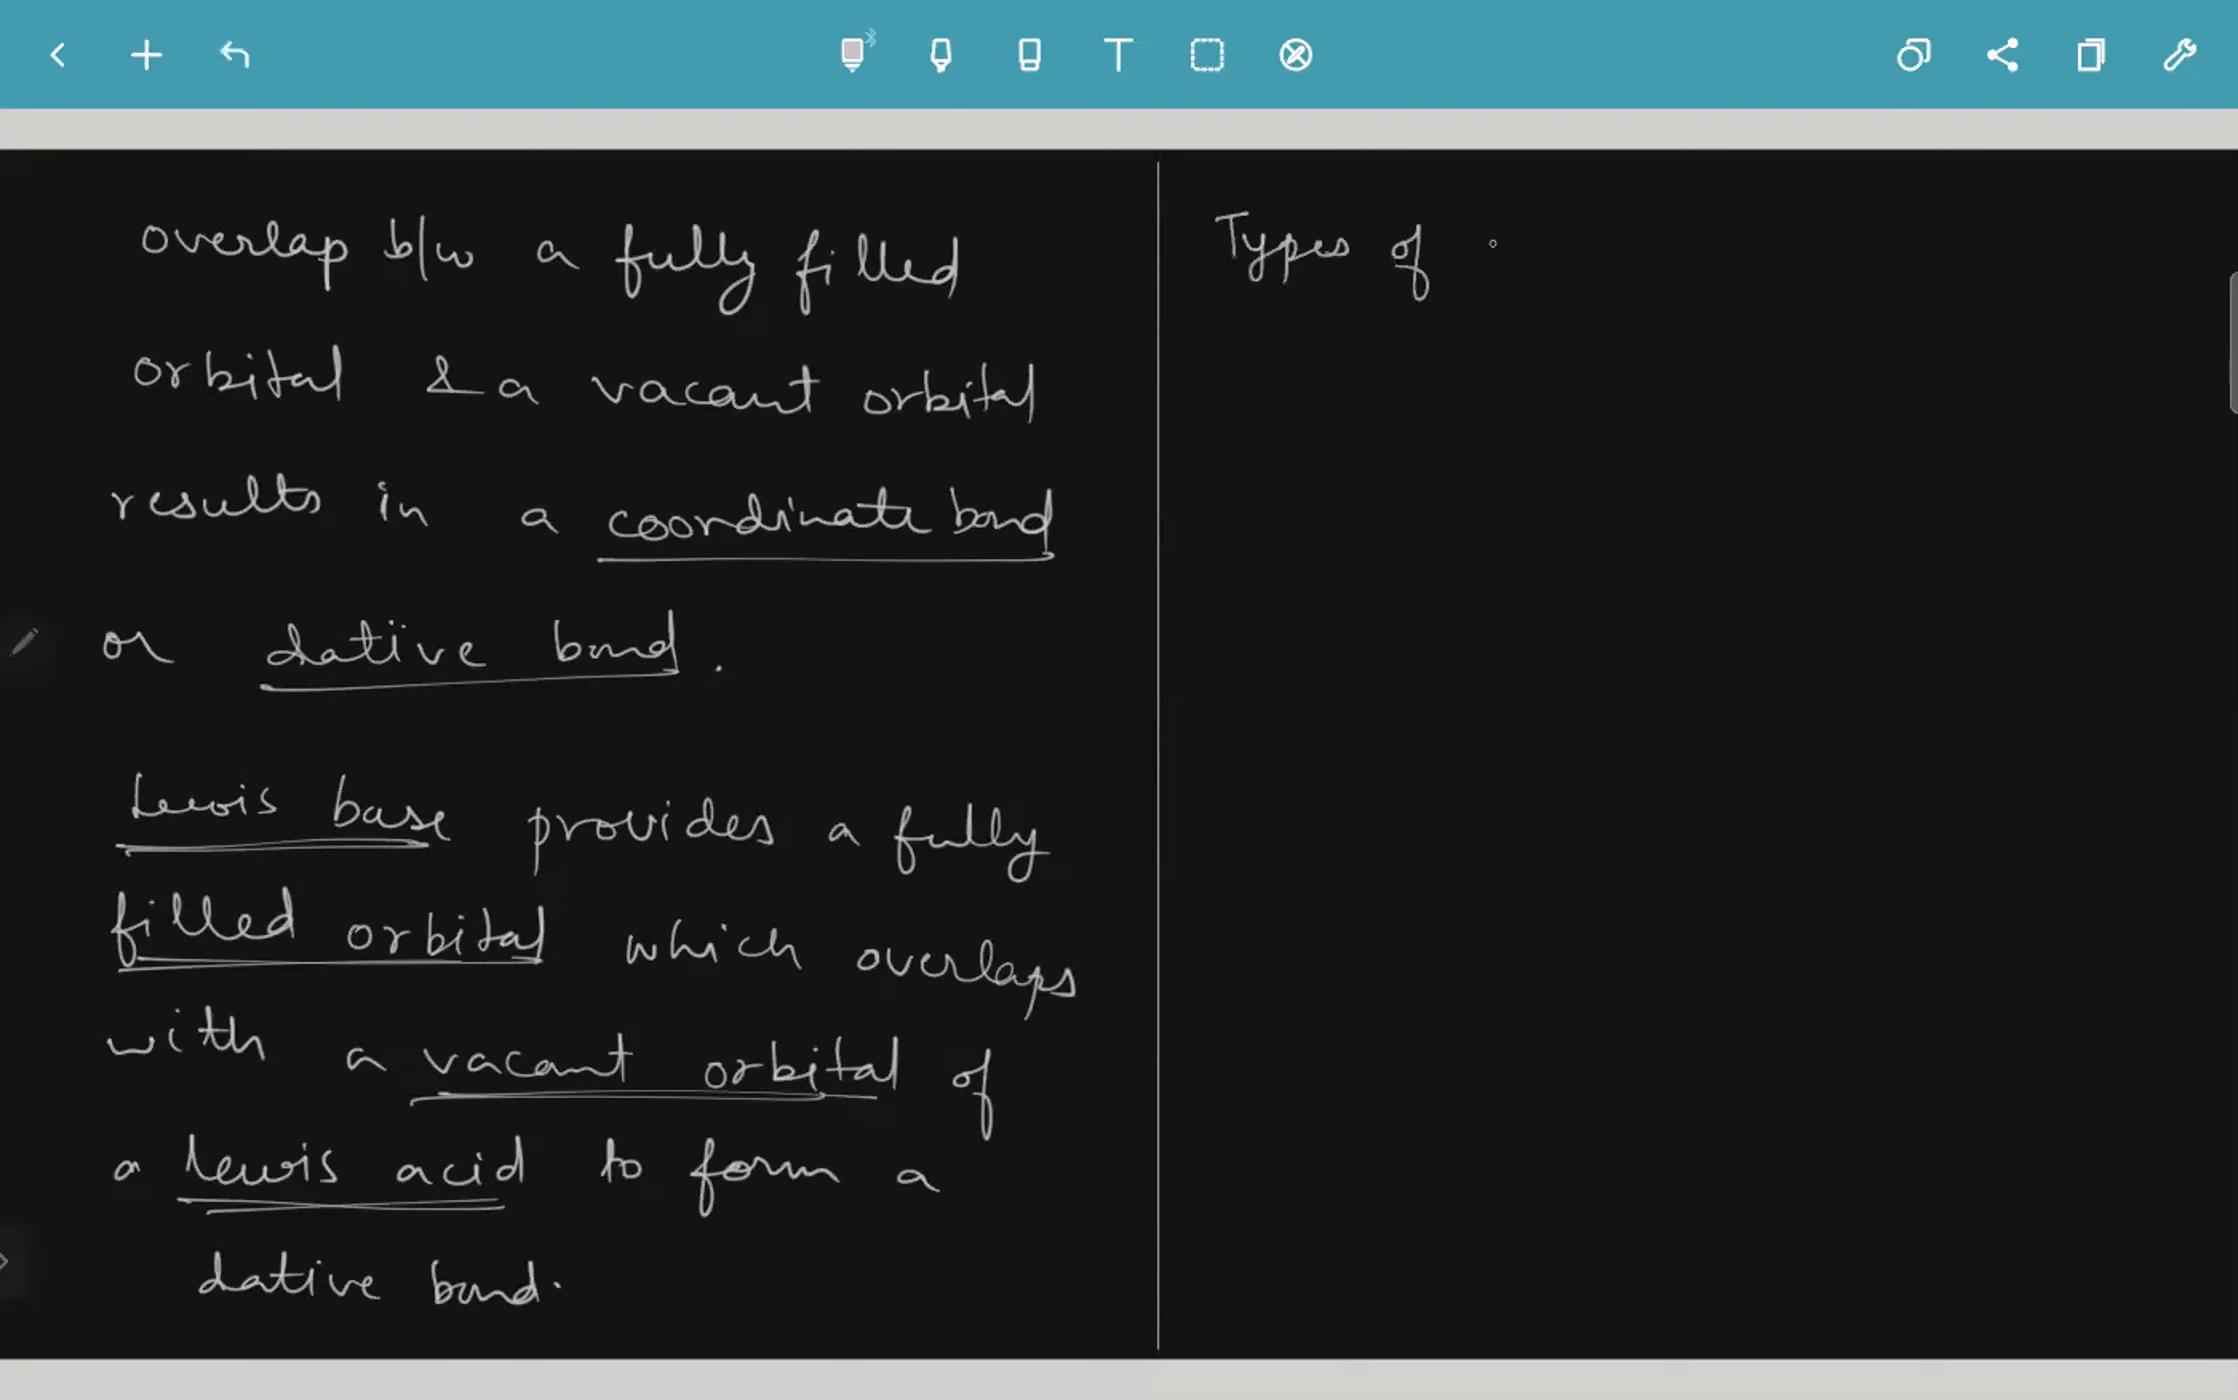 overlap b/w a fully filled
orbital & a vacant orbital
results in a coordinate bond
or dative bond.
Lewis base provides a fully
filled orbital which overlaps
with a vacant orbital of
a lewis acid to form a
dative bond.
Types of